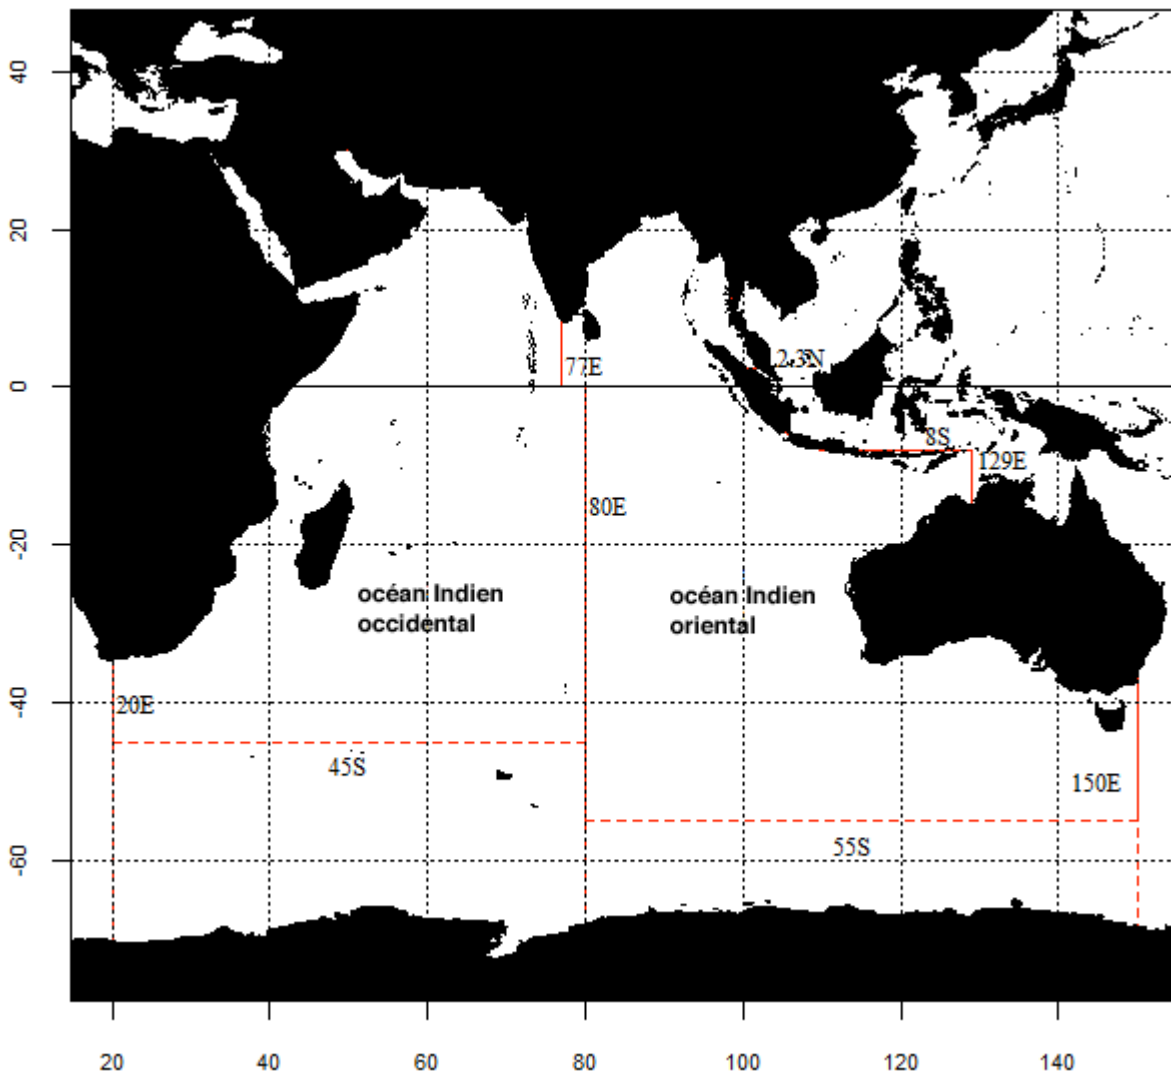 40
20
0
-20
-40
-60
2.3N
77E
8S
129E
80E
océan Indien
occidental
océan Indien
oriental
20E
45S
150E
55S
20
40
60
80
100
120
140